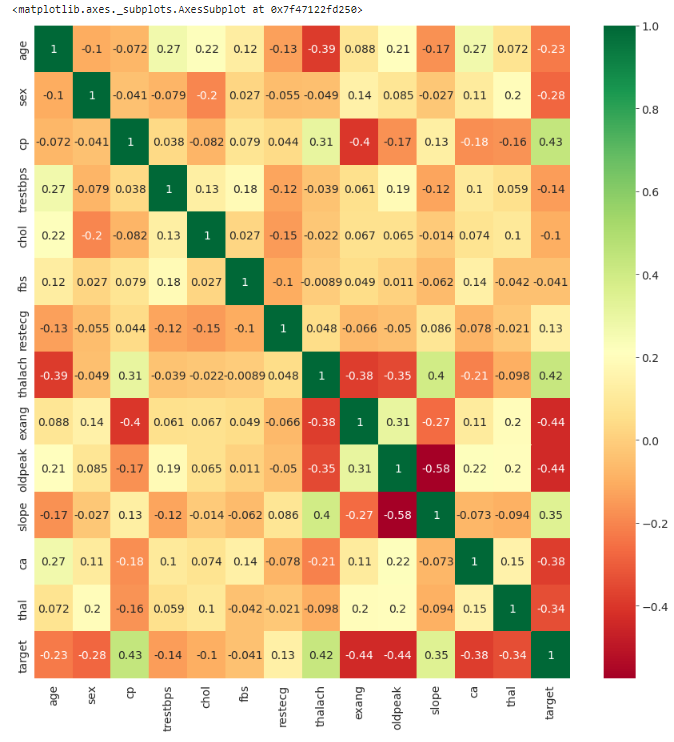 <matplotlib.axes._subplots.AxesSubplot at 0x7f47122fd250>
age 1 -0.1 -0.072 0.27 0.22 0.12 -0.13 -0.39 0.088 0.21 -0.17 0.27 0.072 -0.23
sex -0.1 1 -0.041 -0.079 -0.2 0.027 -0.055 -0.049 0.14 0.085 -0.027 0.11 0.2 -0.28
cp -0.072 -0.041 1 0.038 -0.082 0.079 0.044 0.31 -0.4 -0.17 0.13 -0.18 -0.16 0.43
trestbps 0.27 -0.079 0.038 1 0.13 0.18 -0.12 -0.039 0.061 0.19 -0.12 0.1 0.059 -0.14
chol 0.22 -0.2 -0.082 0.13 1 0.027 -0.15 -0.022 0.067 0.065 -0.014 0.074 0.1 -0.1
fbs 0.12 0.027 0.079 0.18 0.027 1 -0.1 -0.0089 0.049 0.011 -0.062 0.14 -0.042 -0.041
restecg -0.13 -0.055 0.044 -0.12 -0.15 -0.1 1 0.048 -0.066 -0.05 0.086 -0.078 -0.021 0.13
thalach -0.39 -0.049 0.31 -0.039 -0.022 -0.0089 0.048 1 -0.38 -0.35 0.4 -0.21 -0.098 0.42
exang 0.088 0.14 -0.4 0.061 0.067 0.049 -0.066 -0.38 1 0.31 -0.27 0.11 0.2 -0.44
oldpeak 0.21 0.085 -0.17 0.19 0.065 0.011 -0.05 -0.35 0.31 1 -0.58 0.22 0.2 -0.44
slope -0.17 -0.027 0.13 -0.12 -0.014 -0.062 0.086 0.4 -0.27 -0.58 1 -0.073 -0.094 0.35
ca 0.27 0.11 -0.18 0.1 0.074 0.14 -0.078 -0.21 0.11 0.22 -0.073 1 0.15 -0.38
thal 0.072 0.2 -0.16 0.059 0.1 -0.042 -0.021 -0.098 0.2 0.2 -0.094 0.15 1 -0.34
target -0.23 -0.28 0.43 -0.14 -0.1 -0.041 0.13 0.42 -0.44 -0.44 0.35 -0.38 -0.34 1
age sex cp trestbps chol fbs restecg thalach exang oldpeak slope ca thal target
1.0
0.8
0.6
0.4
0.2
0.0
−0.2
−0.4